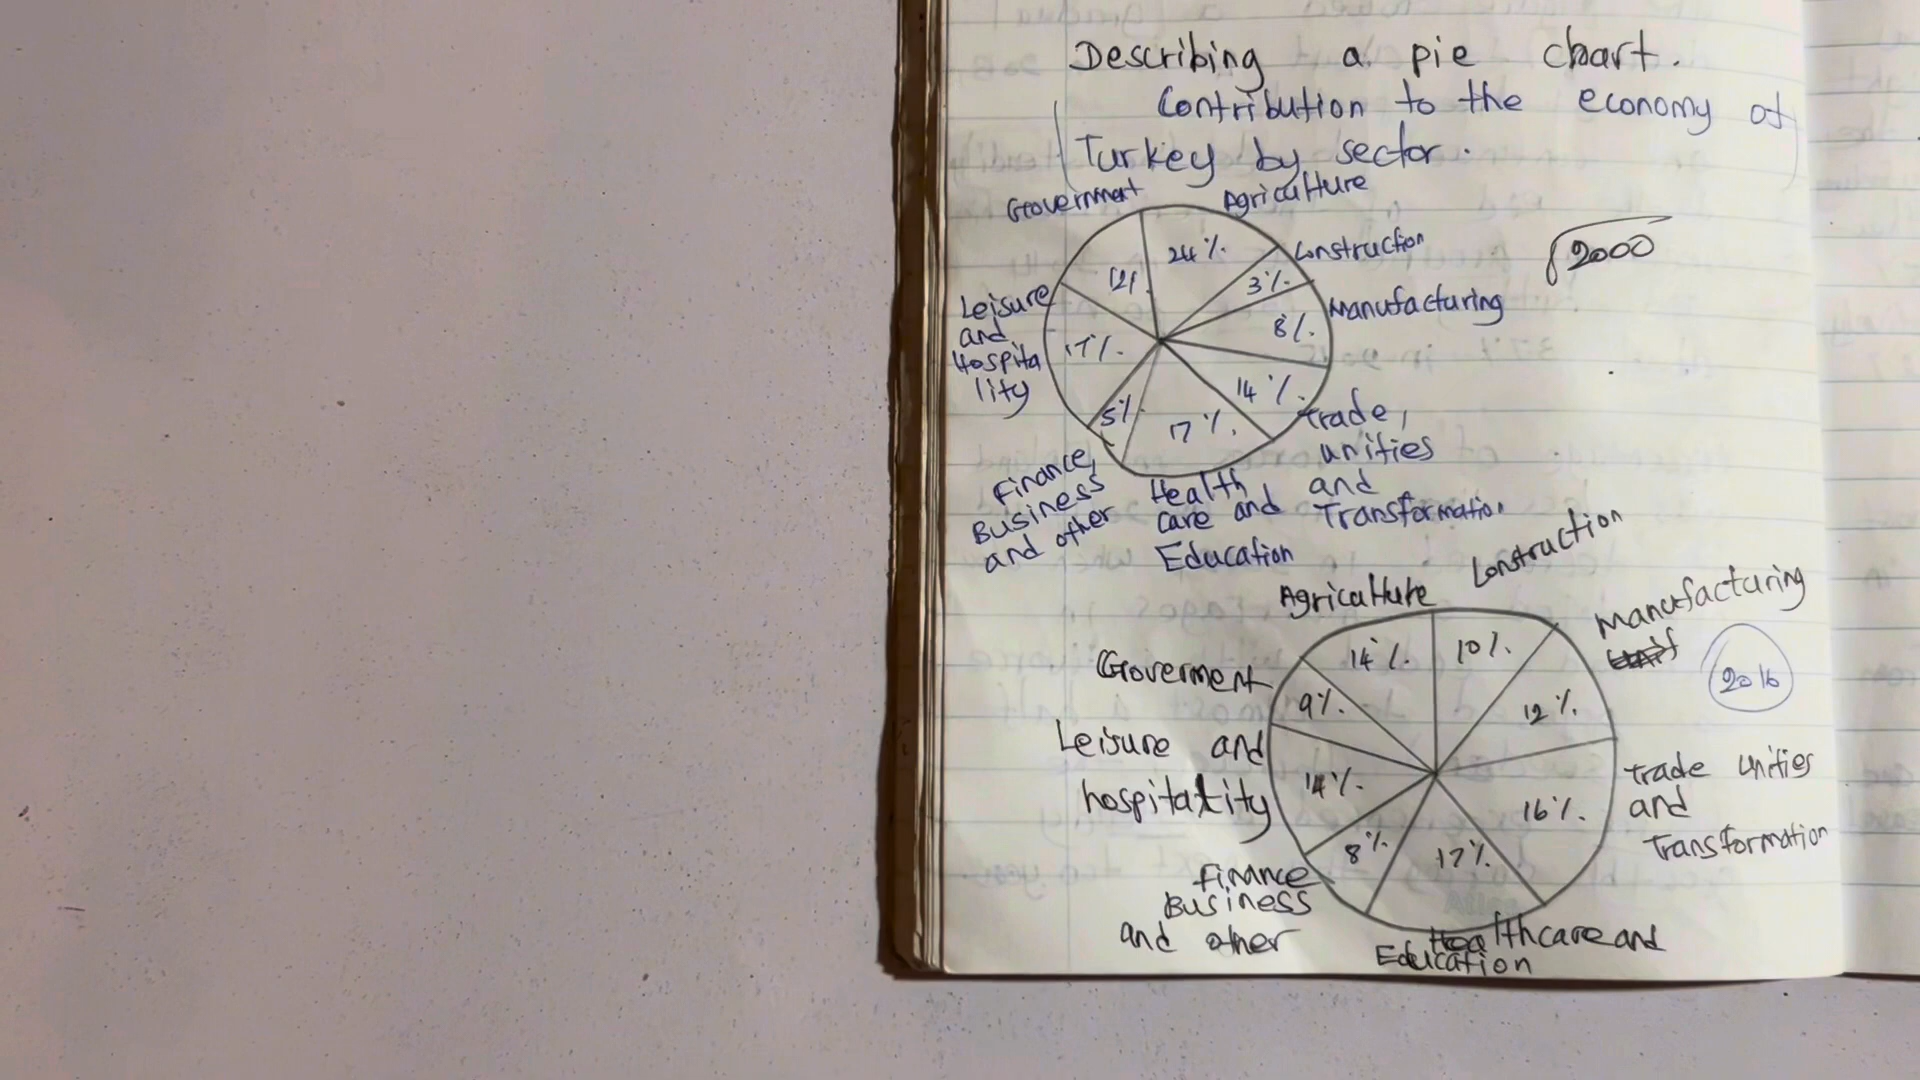 Describing a pie chart.
Contribution to the economy of
Turkey by sector.
Government
Agriculture
Construction
Manufacturing
Trade,
unities
and
Transformation
Health
care and
Education
Finance,
Business
and other
Leisure
and
Hospita
lity
24%.
3%.
8%.
14%.
17%.
5%.
17%.
12%.
2000
Agriculture
Construction
Manufacturing
Trade unities
and
Transformation
Healthcare and
Education
Finance
Business
and other
Leisure and
hospitality
Goverment
14%.
10%.
12%.
16%.
17%.
8%.
14%.
9%.
2016